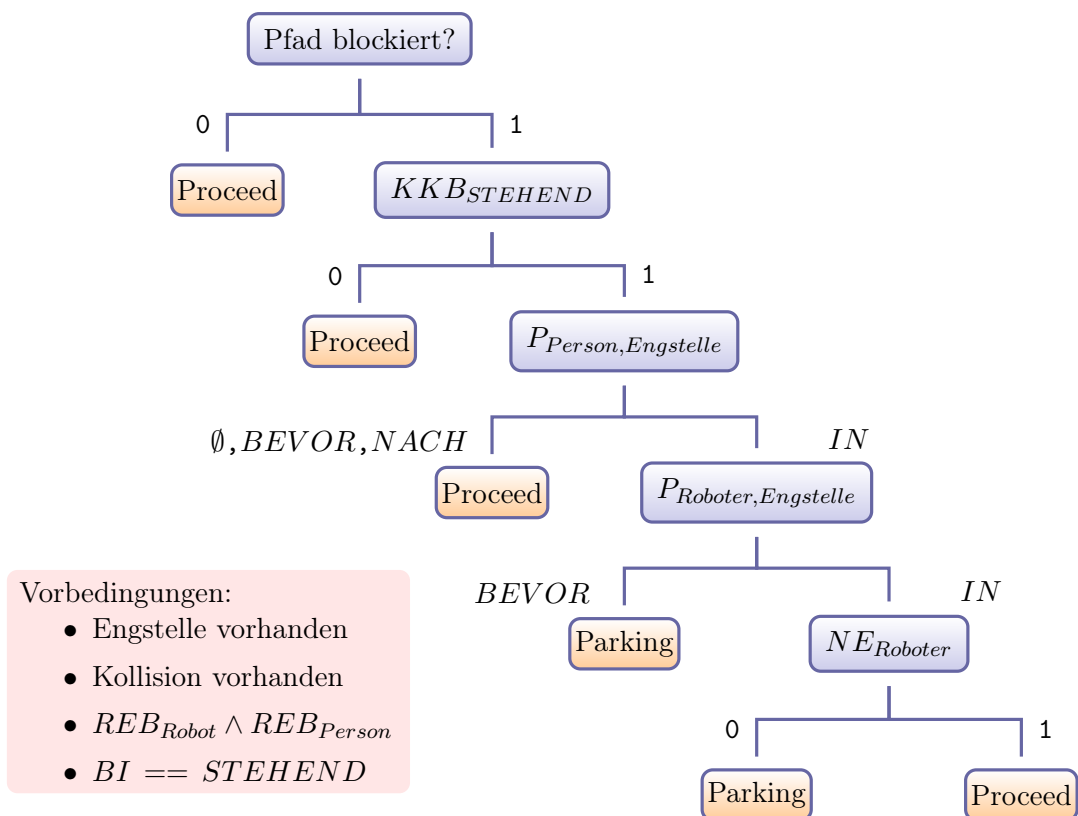 Pfad blockiert?
0 1
Proceed KKB_STEHEND
0 1
Proceed P_Person,Engstelle
∅,BEVOR,NACH IN
Proceed P_Roboter,Engstelle
BEVOR IN
Parking NE_Roboter
0 1
Parking Proceed
Vorbedingungen:
• Engstelle vorhanden
• Kollision vorhanden
• REB_Robot ∧ REB_Person
• BI == STEHEND